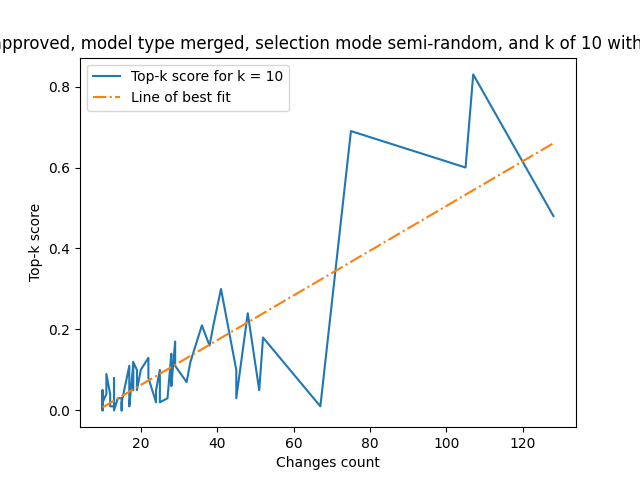 approved, model type merged, selection mode semi-random, and k of 10 with
Top-k score for k = 10
Line of best fit
Top-k score
0.8
0.6
0.4
0.2
0.0
20 40 60 80 100 120
Changes count